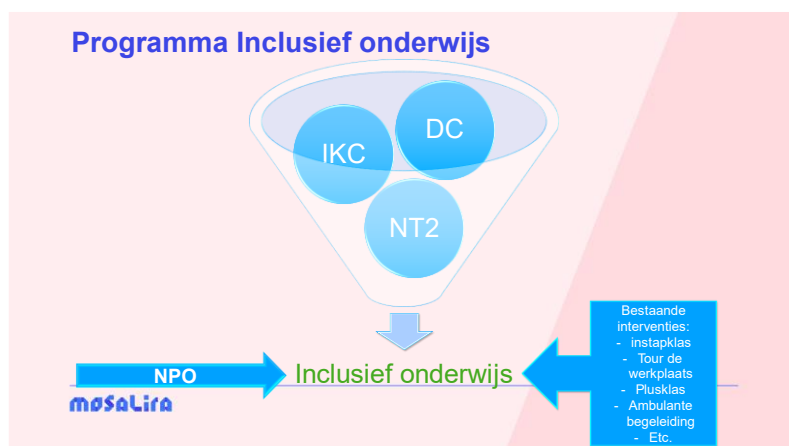 Programma Inclusief onderwijs
DC
IKC
NT2
Bestaande
interventies:
- instapklas
- Tour de
werkplaats
- Plusklas
- Ambulante
begeleiding
- Etc.
NPO
Inclusief onderwijs
møSaLira